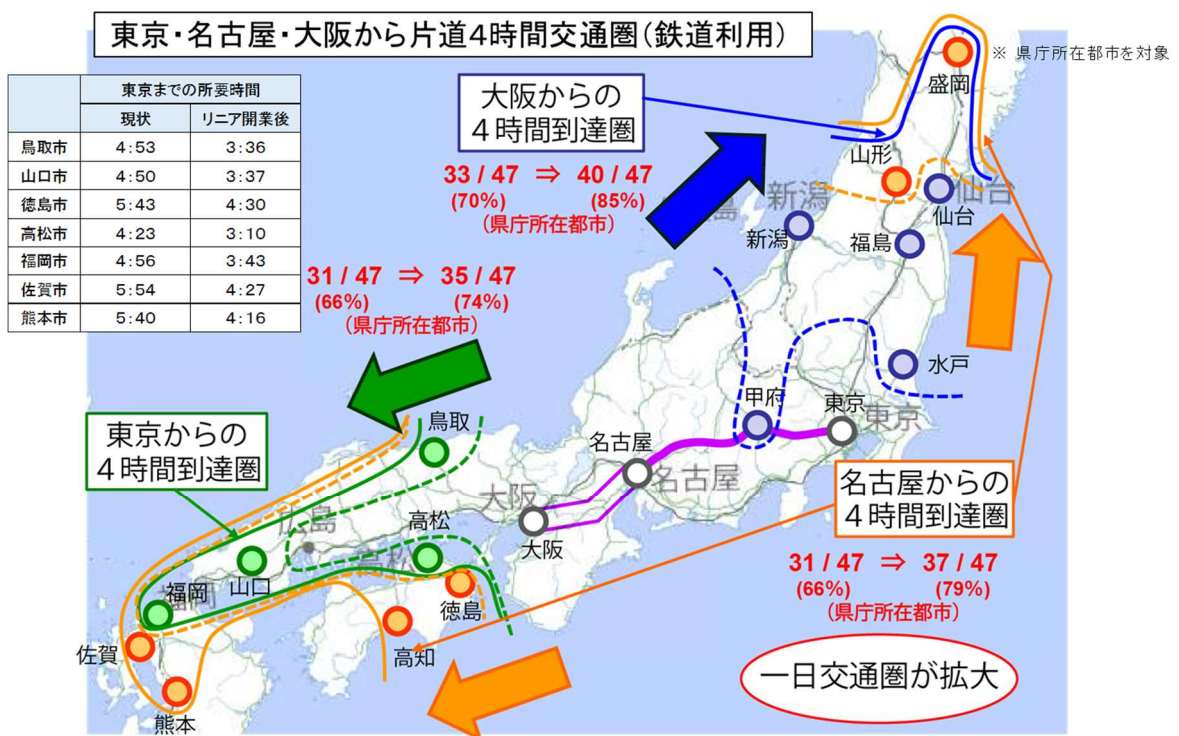 東京・名古屋・大阪から片道4時間交通圏（鉄道利用）
※ 県庁所在都市を対象
東京までの所要時間
現状 リニア開業後
鳥取市 4:53 3:36
山口市 4:50 3:37
徳島市 5:43 4:30
高松市 4:23 3:10
福岡市 4:56 3:43
佐賀市 5:54 4:27
熊本市 5:40 4:16
大阪からの
４時間到達圏
33 / 47 ⇒ 40 / 47
(70%) (85%)
（県庁所在都市）
31 / 47 ⇒ 35 / 47
(66%) (74%)
（県庁所在都市）
盛岡
山形
仙台
仙台
新潟
新潟
福島
水戸
甲府
東京
東京
名古屋
名古屋
大阪
大阪
東京からの
４時間到達圏
鳥取
広島
高松
高松
山口
福岡
福岡
徳島
高知
佐賀
熊本
名古屋からの
４時間到達圏
31 / 47 ⇒ 37 / 47
(66%) (79%)
（県庁所在都市）
一日交通圏が拡大